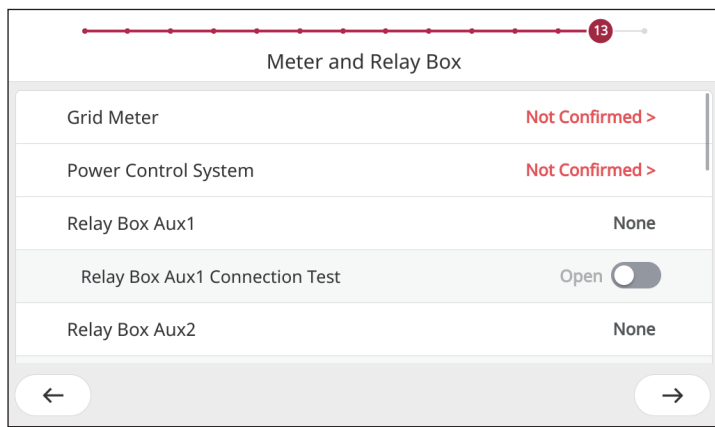 13
Meter and Relay Box
Grid Meter Not Confirmed >
Power Control System Not Confirmed >
Relay Box Aux1 None
Relay Box Aux1 Connection Test Open
Relay Box Aux2 None